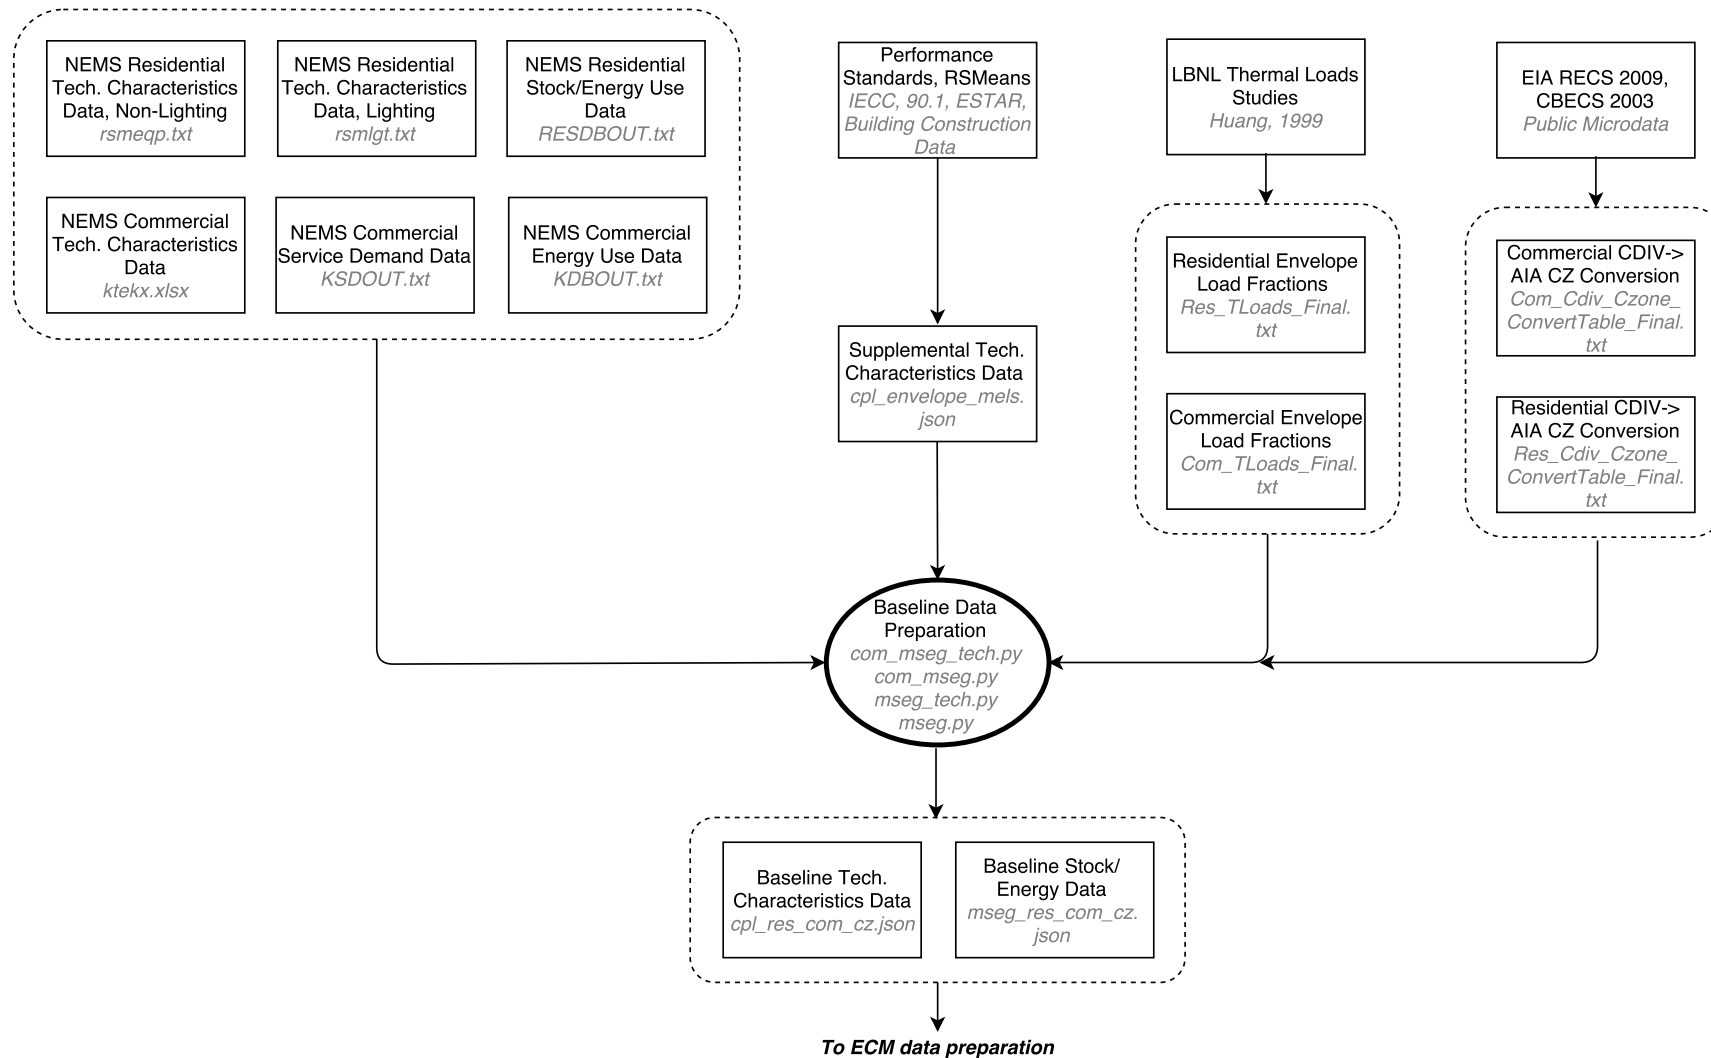 NEMS Residential
Tech. Characteristics
Data, Non-Lighting
rsmeqp.txt
NEMS Residential
Tech. Characteristics
Data, Lighting
rsmlgt.txt
NEMS Residential
Stock/Energy Use
Data
RESDBOUT.txt
Performance
Standards, RSMeans
IECC, 90.1, ESTAR,
Building Construction
Data
LBNL Thermal Loads
Studies
Huang, 1999
EIA RECS 2009,
CBECS 2003
Public Microdata
NEMS Commercial
Tech. Characteristics
Data
ktekx.xlsx
NEMS Commercial
Service Demand Data
KSDOUT.txt
NEMS Commercial
Energy Use Data
KDBOUT.txt
Residential Envelope
Load Fractions
Res_TLoads_Final.
txt
Commercial CDIV->
AIA CZ Conversion
Com_Cdiv_Czone_
ConvertTable_Final.
txt
Supplemental Tech.
Characteristics Data
cpl_envelope_mels.
json
Commercial Envelope
Load Fractions
Com_TLoads_Final.
txt
Residential CDIV->
AIA CZ Conversion
Res_Cdiv_Czone_
ConvertTable_Final.
txt
Baseline Data
Preparation
com_mseg_tech.py
com_mseg.py
mseg_tech.py
mseg.py
Baseline Tech.
Characteristics Data
cpl_res_com_cz.json
Baseline Stock/
Energy Data
mseg_res_com_cz.
json
To ECM data preparation